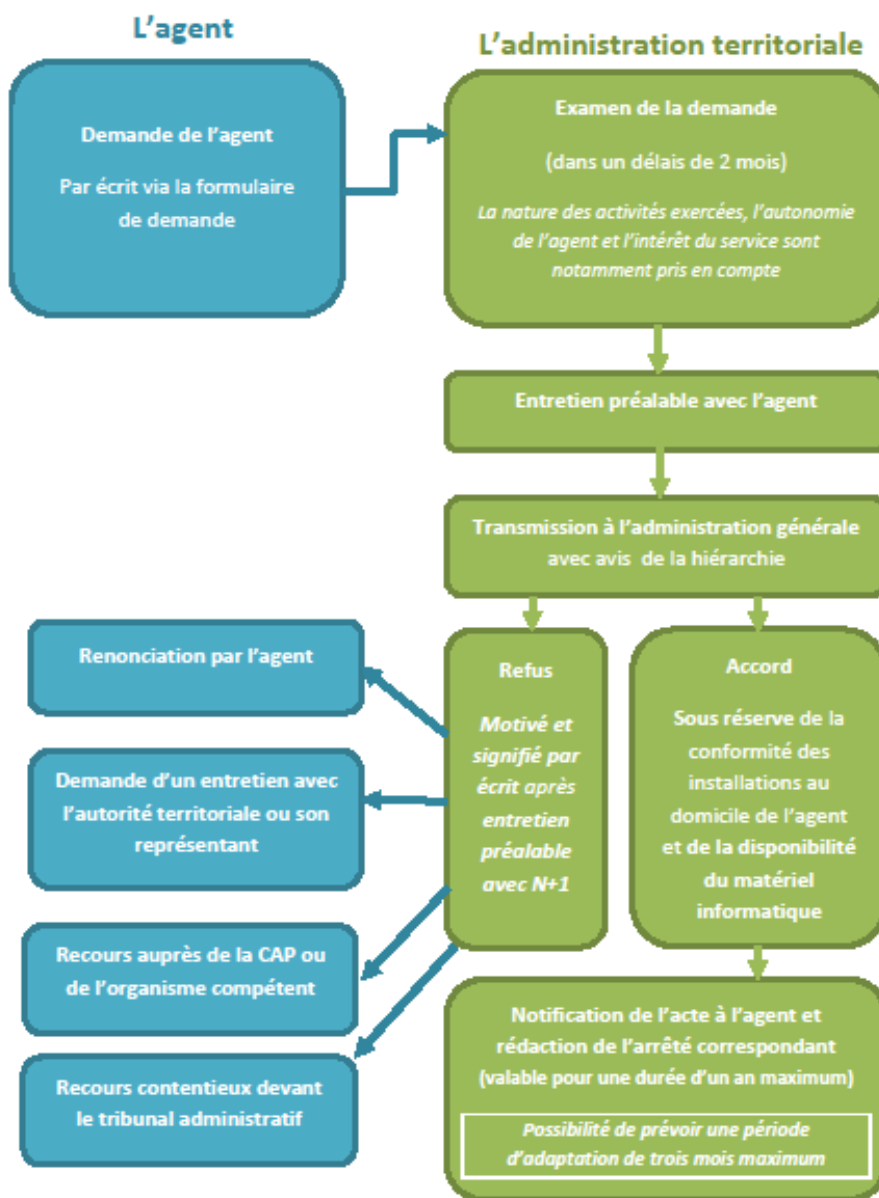 L'agent
Demande de l'agent
Par écrit via la formulaire
de demande
L'administration territoriale
Examen de la demande
(dans un délais de 2 mois)
La nature des activités exercées, l'autonomie
de l'agent et l'intérêt du service sont
notamment pris en compte
Entretien préalable avec l'agent
Transmission à l'administration générale
avec avis de la hiérarchie
Refus
Motivé et
signifié par
écrit après
entretien
préalable
avec N+1
Accord
Sous réserve de la
conformité des
installations au
domicile de l'agent
et de la disponibilité
du matériel
informatique
Renonciation par l'agent
Demande d'un entretien avec
l'autorité territoriale ou son
représentant
Recours auprès de la CAP ou
de l'organisme compétent
Recours contentieux devant
le tribunal administratif
Notification de l'acte à l'agent et
rédaction de l'arrêté correspondant
(valable pour une durée d'un an maximum)
Possibilité de prévoir une période
d'adaptation de trois mois maximum